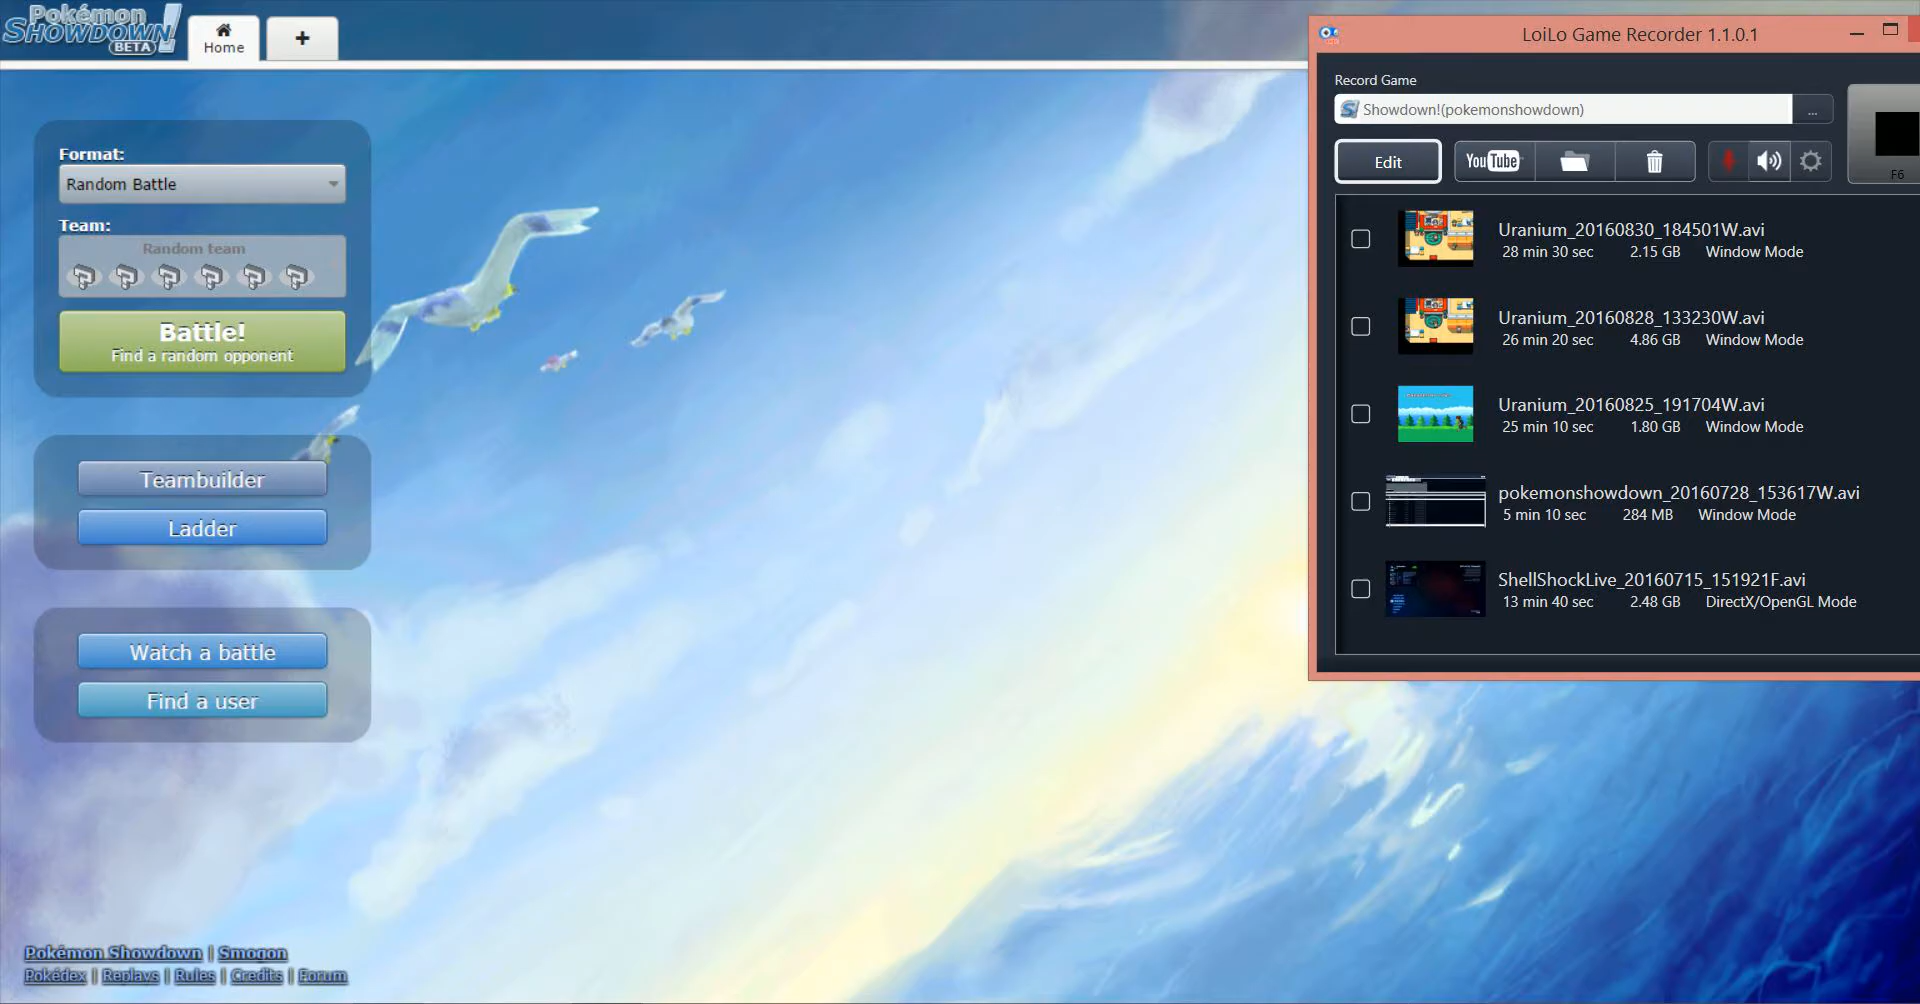 Pokémon
SHOWDOWN!
BETA
Home
+
Format:
Random Battle
Team:
Random team
Battle!
Find a random opponent
Teambuilder
Ladder
Watch a battle
Find a user
Pokémon Showdown | Smogon
Pokédex | Replays | Rules | Credits | Forum
LoiLo Game Recorder 1.1.0.1
Record Game
Showdown!(pokemonshowdown)
...
Edit
YouTube
F6
Uranium_20160830_184501W.avi
28 min 30 sec 2.15 GB Window Mode
Uranium_20160828_133230W.avi
26 min 20 sec 4.86 GB Window Mode
Uranium_20160825_191704W.avi
25 min 10 sec 1.80 GB Window Mode
pokemonshowdown_20160728_153617W.avi
5 min 10 sec 284 MB Window Mode
ShellShockLive_20160715_151921F.avi
13 min 40 sec 2.48 GB DirectX/OpenGL Mode